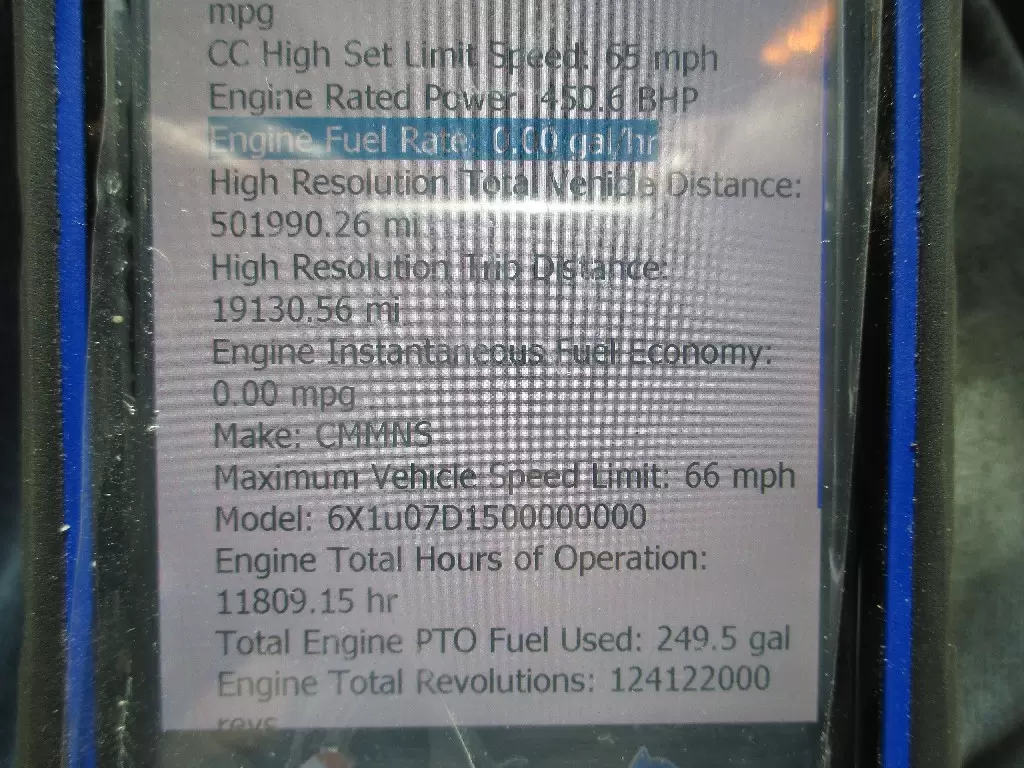 mpg
CC High Set Limit Speed: 65 mph
Engine Rated Power: 450.6 BHP
Engine Fuel Rate: 0.00 gal/hr
High Resolution Total Vehicle Distance:
501990.26 mi
High Resolution Trip Distance:
19130.56 mi
Engine Instantaneous Fuel Economy:
0.00 mpg
Make: CMMNS
Maximum Vehicle Speed Limit: 66 mph
Model: 6X1u07D1500000000
Engine Total Hours of Operation:
11809.15 hr
Total Engine PTO Fuel Used: 249.5 gal
Engine Total Revolutions: 124122000
revs